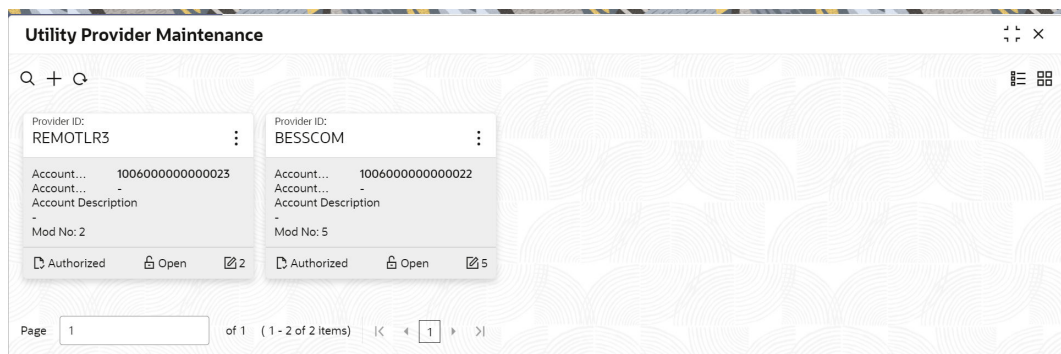 Utility Provider Maintenance
Provider ID:
REMOTLR3
Account... 1006000000000023
Account... -
Account Description
-
Mod No: 2
Authorized Open 2
Provider ID:
BESSCOM
Account... 1006000000000022
Account... -
Account Description
-
Mod No: 5
Authorized Open 5
Page 1 of 1 ( 1 - 2 of 2 items) 1